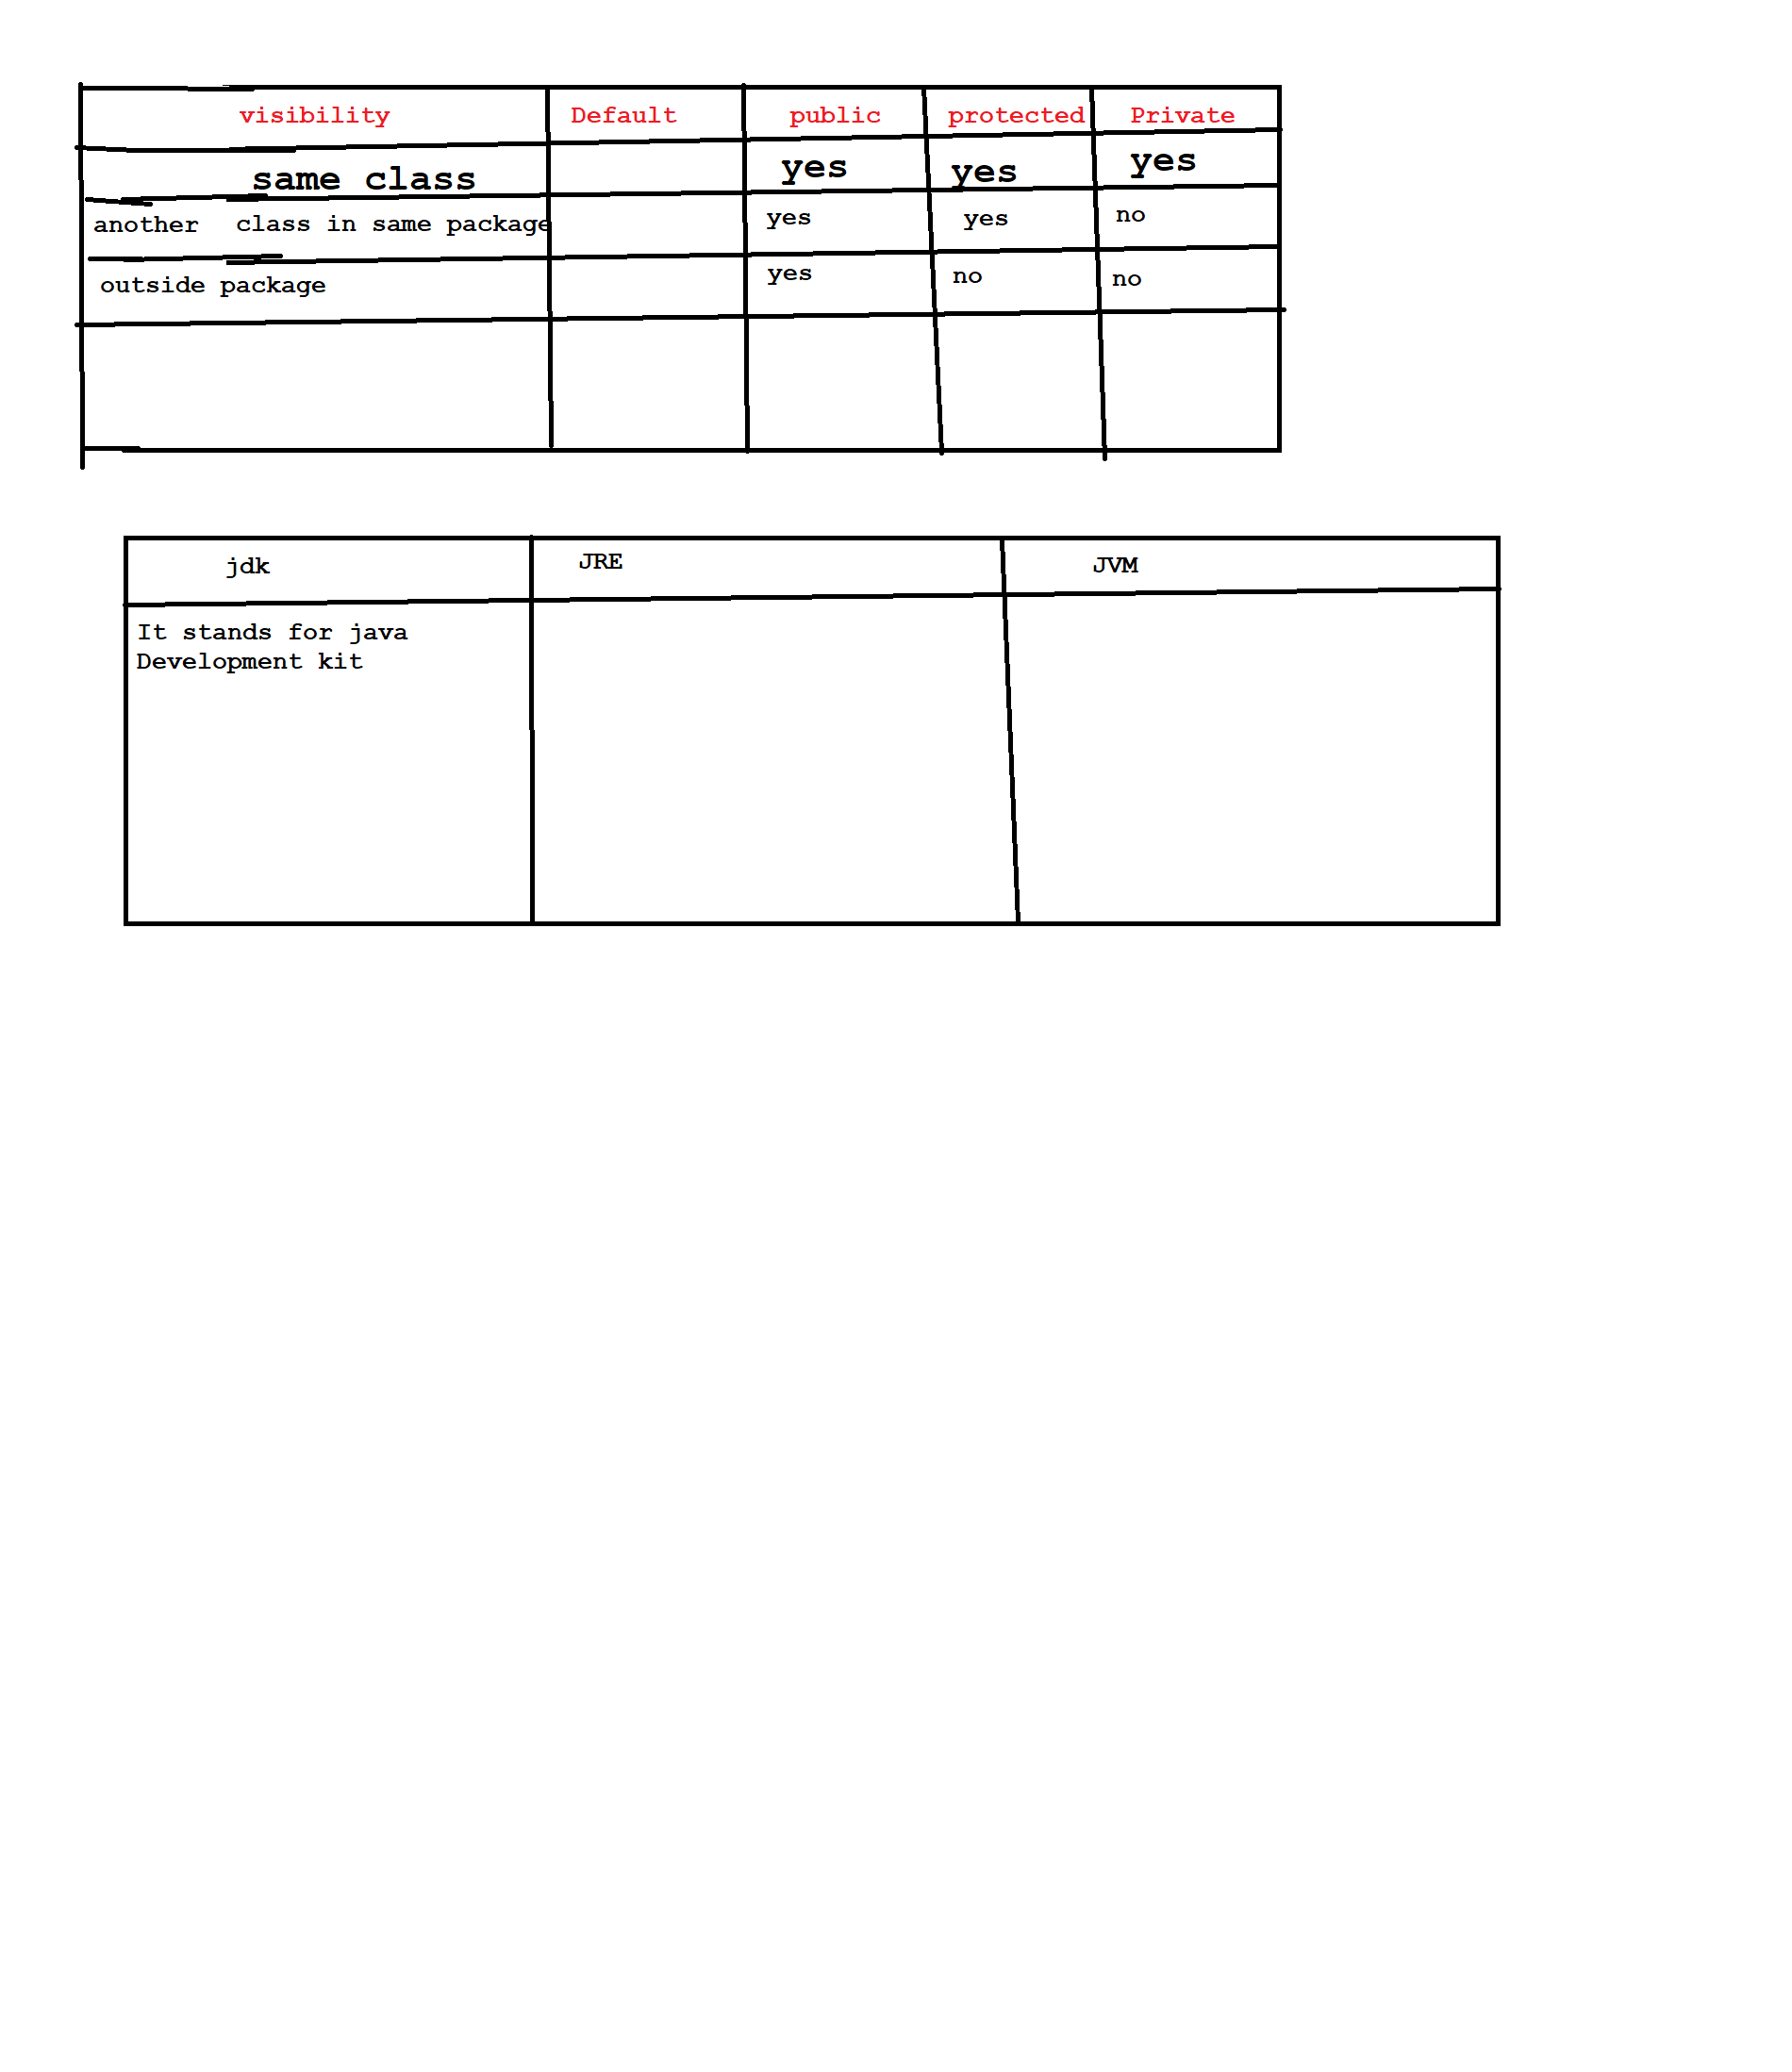 visibility Default public protected Private
same class yes yes yes
another class in same package yes yes no
outside package yes no no
jdk JRE JVM
It stands for java
Development kit